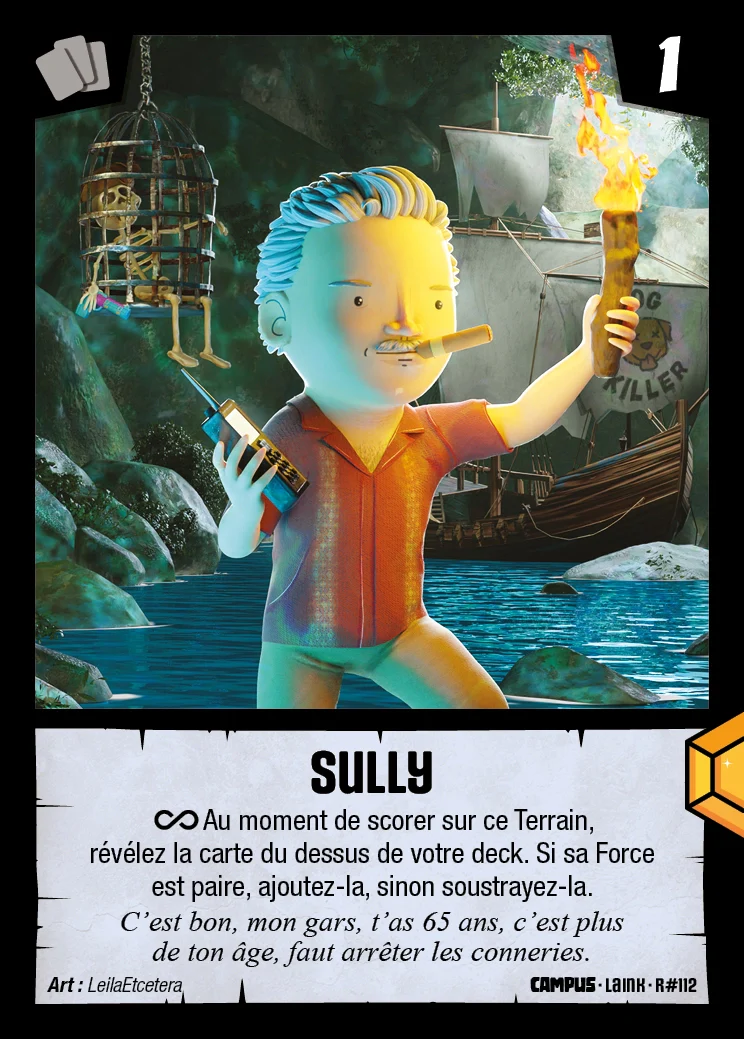 1
OG
KILLER
SULLY
∞ Au moment de scorer sur ce Terrain,
révélez la carte du dessus de votre deck. Si sa Force
est paire, ajoutez-la, sinon soustrayez-la.
C’est bon, mon gars, t’as 65 ans, c’est plus
de ton âge, faut arrêter les conneries.
Art : LeilaEtcetera
CAMPUS · Laink · R#112